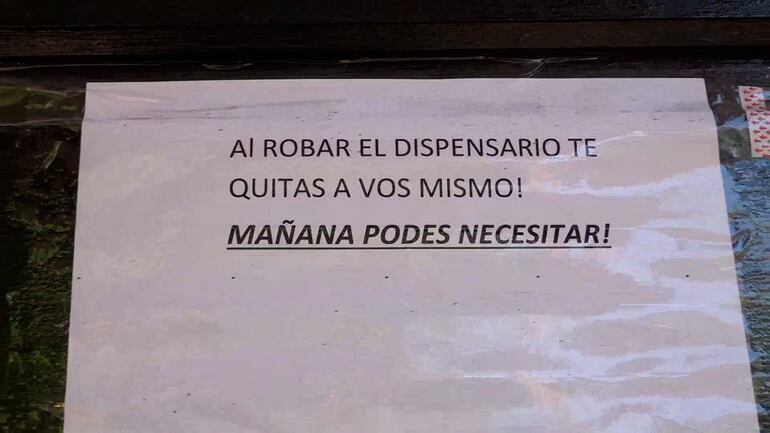 Al ROBAR EL DISPENSARIO TE
QUITAS A VOS MISMO!
MAÑANA PODES NECESITAR!